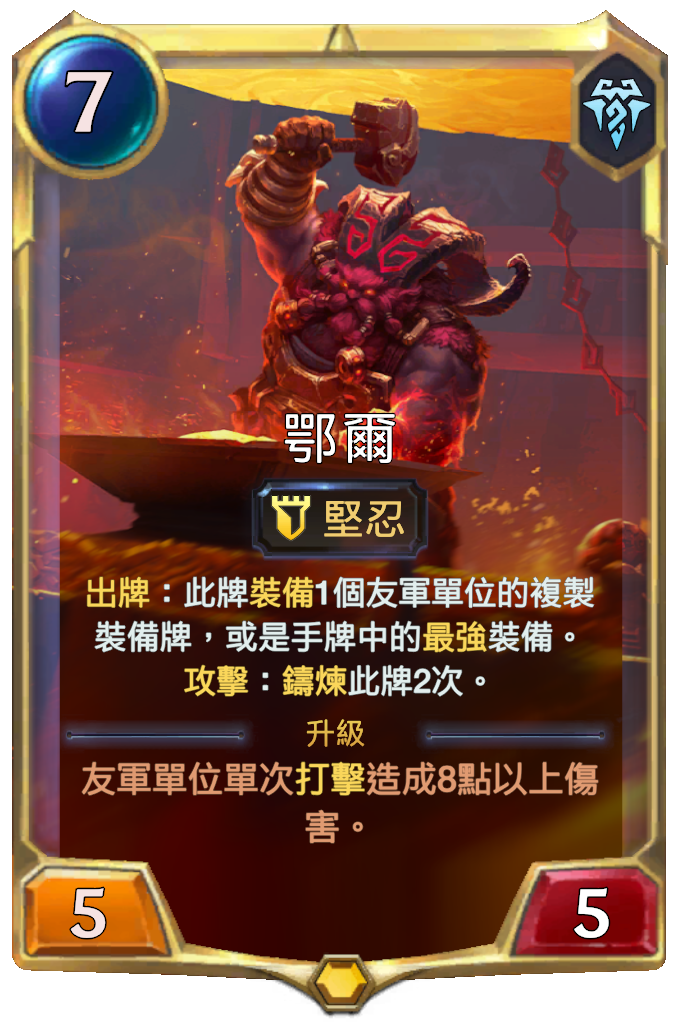 7
鄂爾
堅忍
出牌：此牌裝備1個友軍單位的複製
裝備牌，或是手牌中的最強裝備。
攻擊：鑄煉此牌2次。
升級
友軍單位單次打擊造成8點以上傷
害。
5
5